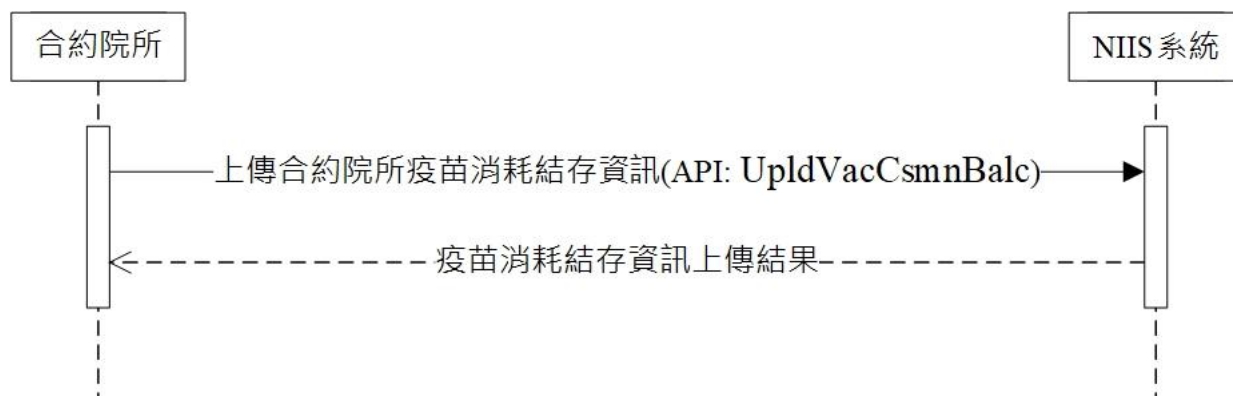 合約院所
NIIS系統
上傳合約院所疫苗消耗結存資訊(API: UpldVacCsmnBalc)
疫苗消耗結存資訊上傳結果